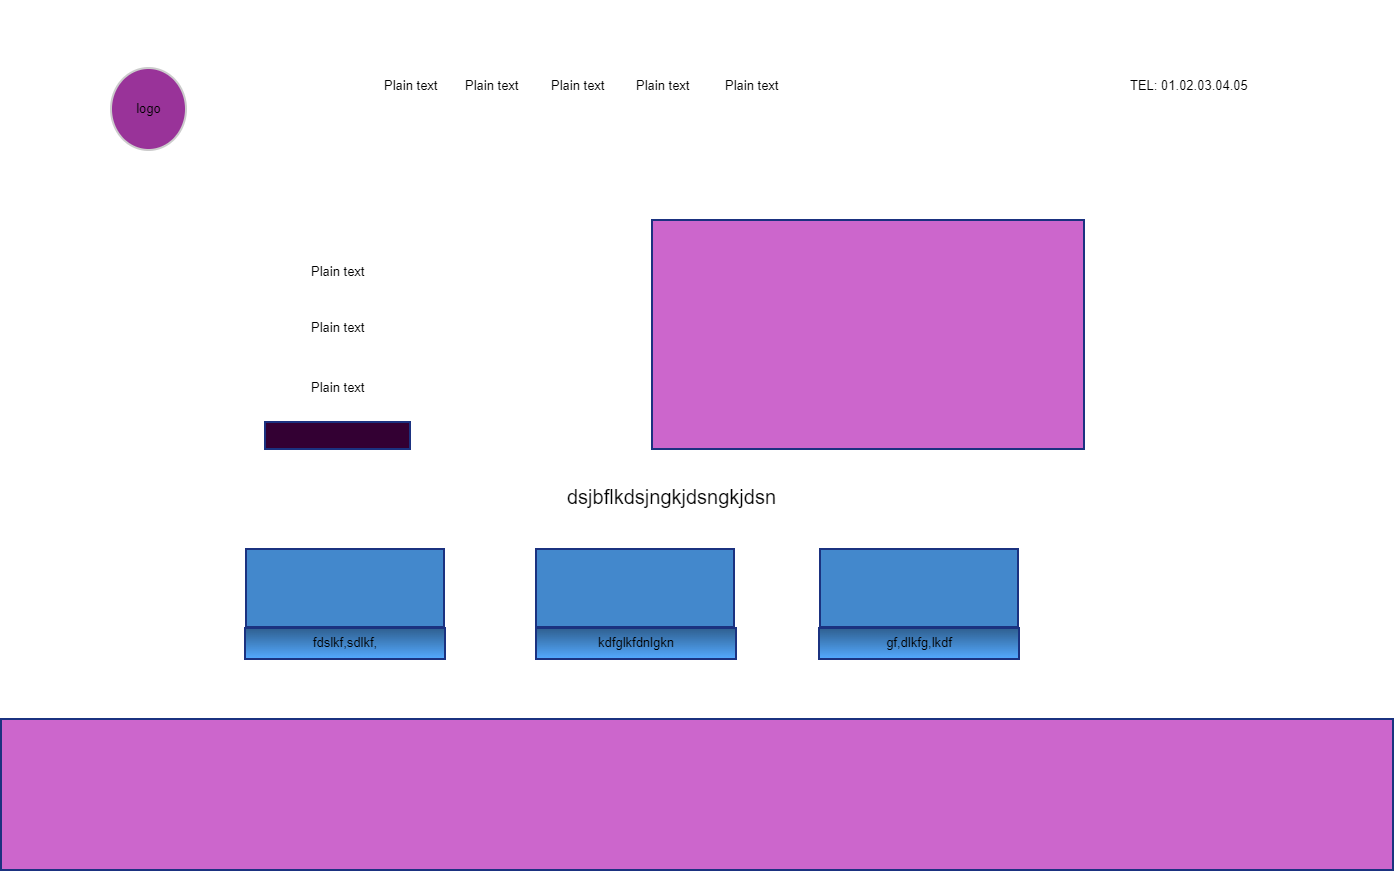 Plain text Plain text Plain text Plain text Plain text TEL: 01.02.03.04.05
logo
Plain text
Plain text
Plain text
dsjbflkdsjngkjdsngkjdsn
fdslkf,sdlkf, kdfglkfdnlgkn gf,dlkfg,lkdf